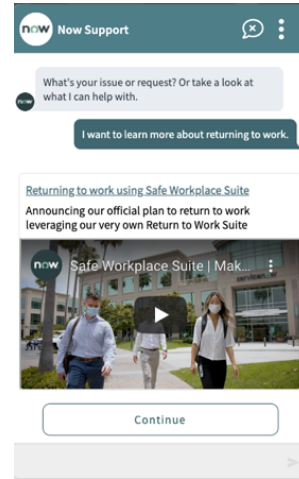 now Now Support
What's your issue or request? Or take a look at
what I can help with.
now
I want to learn more about returning to work.
Returning to work using Safe Workplace Suite
Announcing our official plan to return to work
leveraging our very own Return to Work Suite
now Safe Workplace Suite | Mak...
Continue